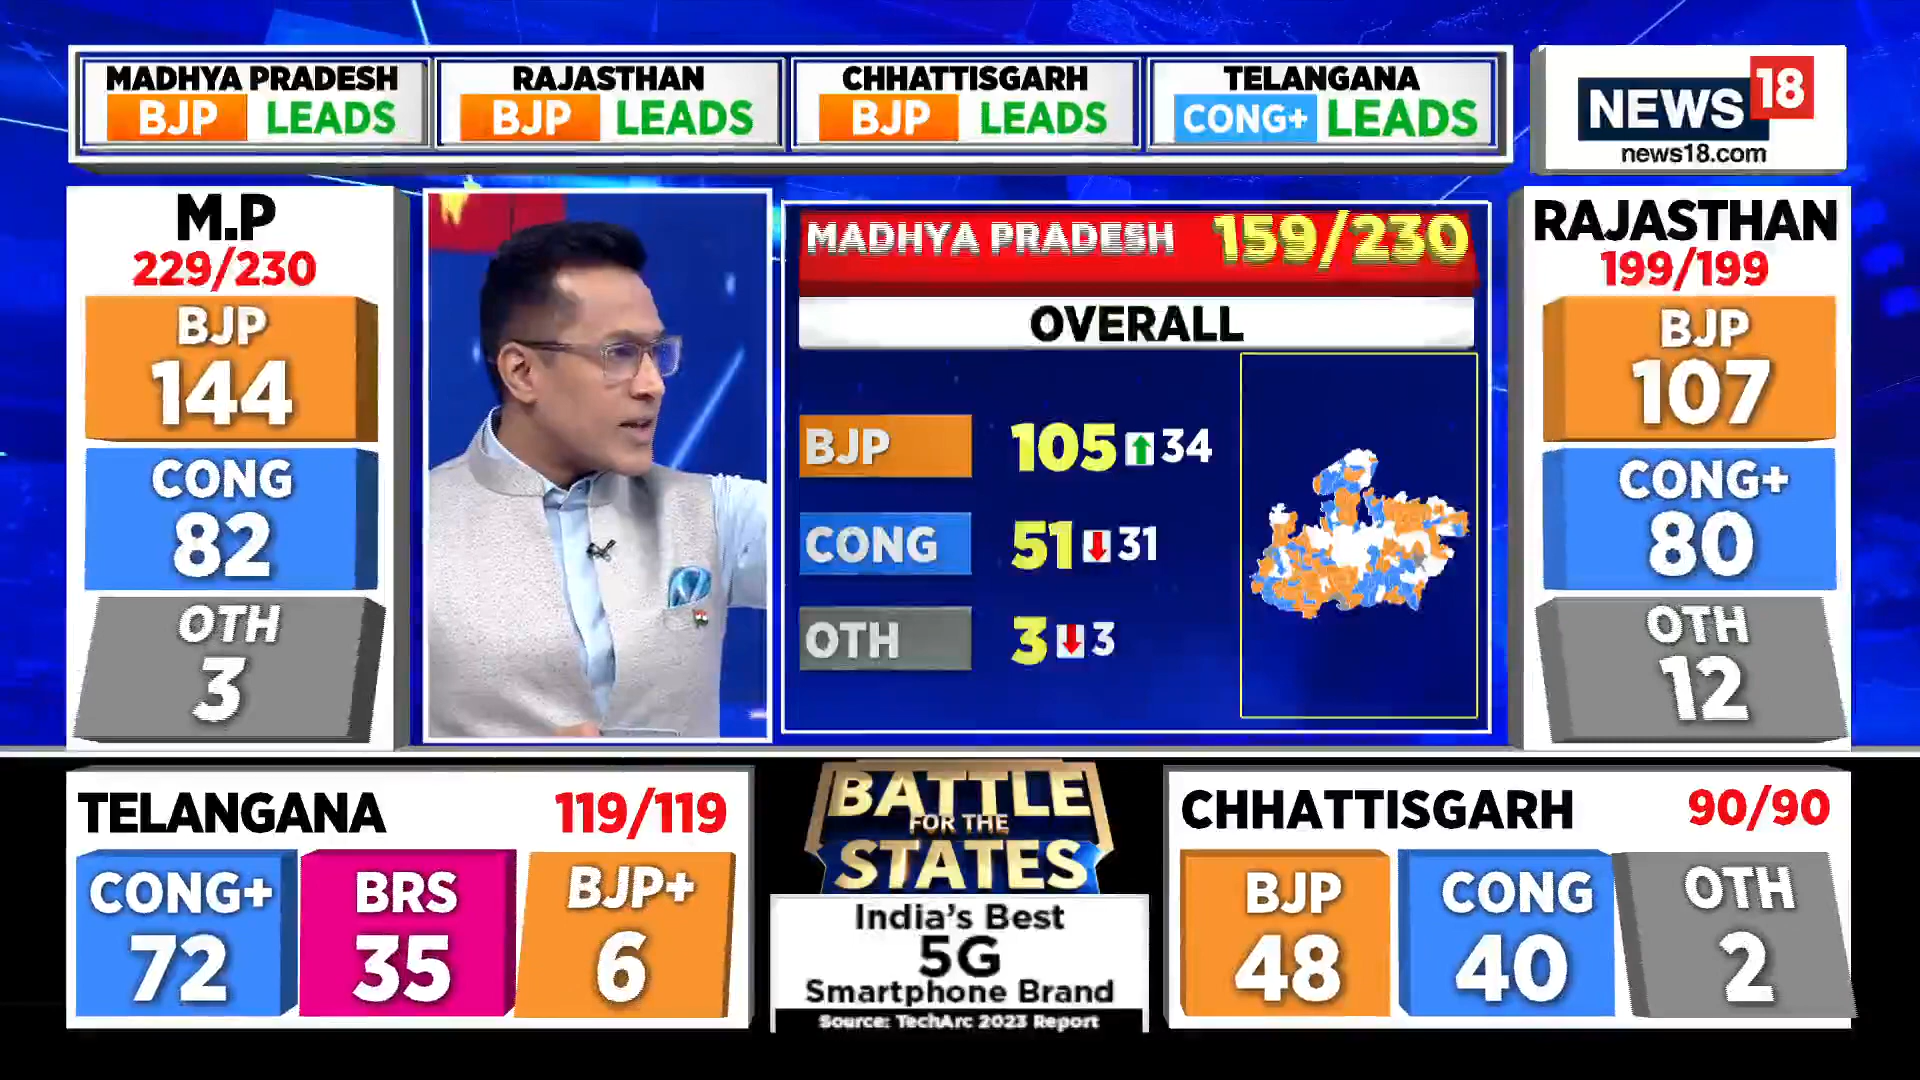 MADHYA PRADESH
BJP LEADS
RAJASTHAN
BJP LEADS
CHHATTISGARH
BJP LEADS
TELANGANA
CONG+ LEADS
NEWS 18
news18.com
M.P
229/230
BJP
144
CONG
82
OTH
3
MADHYA PRADESH 159/230
OVERALL
BJP 105 34
CONG 51 31
OTH 3 3
RAJASTHAN
199/199
BJP
107
CONG+
80
OTH
12
TELANGANA 119/119
CONG+
72
BRS
35
BJP+
6
BATTLE
FOR THE
STATES
India's Best
5G
Smartphone Brand
Source: TechArc 2023 Report
CHHATTISGARH 90/90
BJP
48
CONG
40
OTH
2